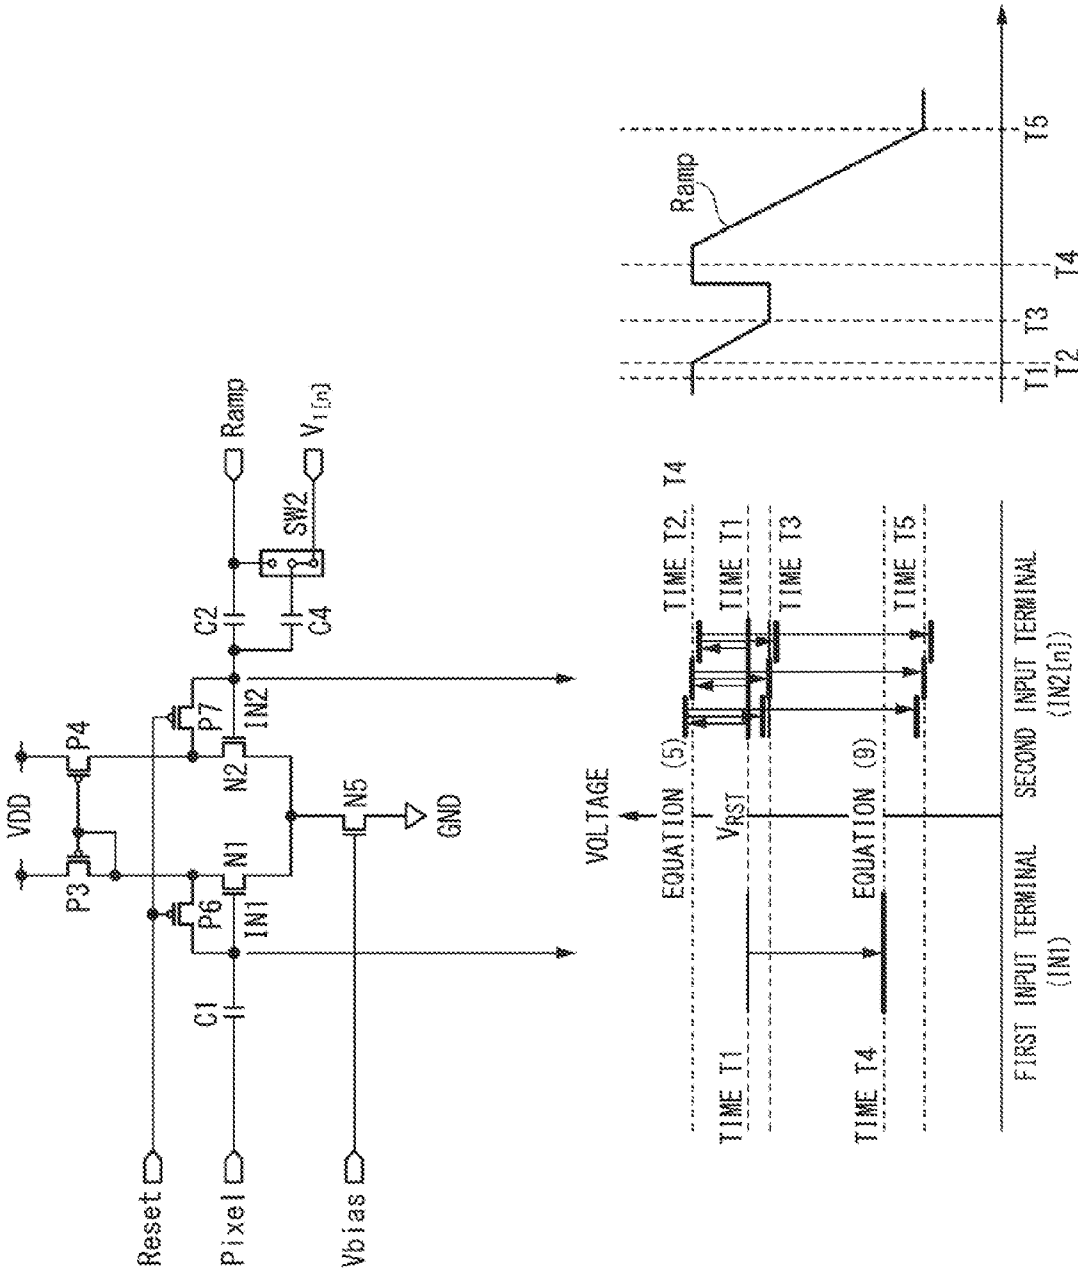 VDD
P3
P4
P6
P7
Reset
C1
N1
N2
IN1
IN2
C2
Ramp
Pixel
C4
SW2
V1[n]
Vbias
N5
GND
VOLTAGE
TIME T2, T4
EQUATION (5)
TIME T1
VRST
TIME T1
TIME T3
TIME T4
EQUATION (9)
TIME T5
FIRST INPUT TERMINAL
(IN1)
SECOND INPUT TERMINAL
(IN2[n])
Ramp
T1
T2
T3
T4
T5